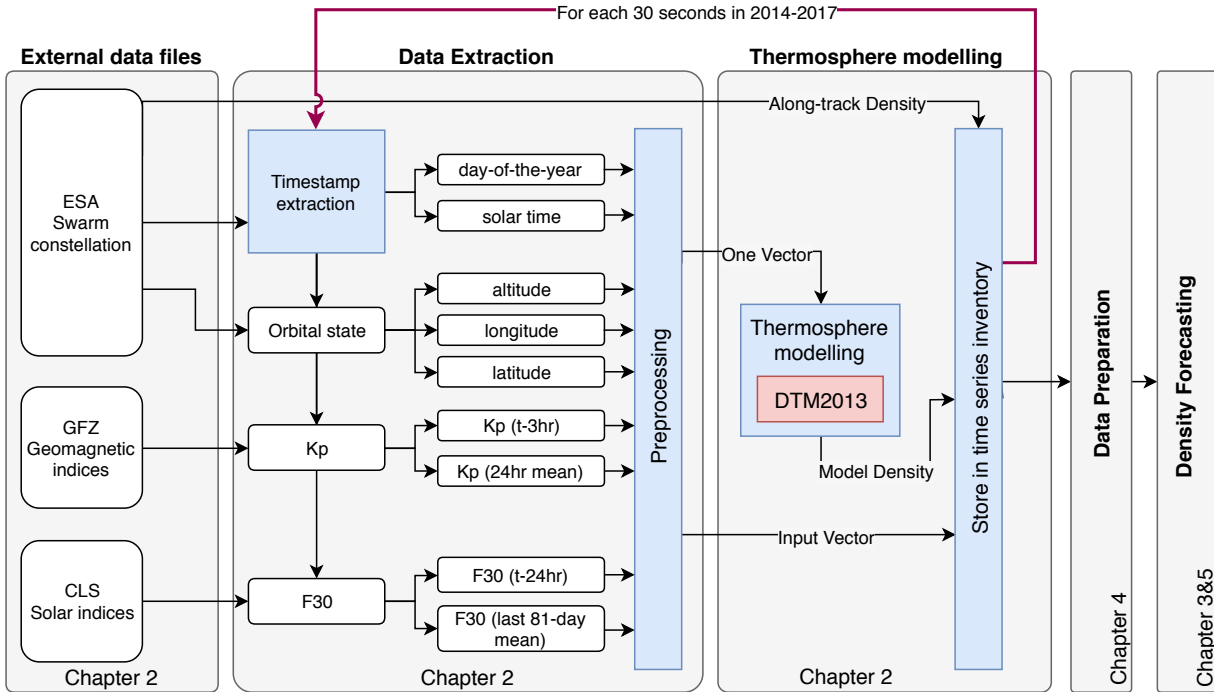 For each 30 seconds in 2014-2017
External data files
Data Extraction
Thermosphere modelling
ESA
Swarm
constellation
GFZ
Geomagnetic
indices
CLS
Solar indices
Chapter 2
Timestamp
extraction
Orbital state
Kp
F30
day-of-the-year
solar time
altitude
longitude
latitude
Kp (t-3hr)
Kp (24hr mean)
F30 (t-24hr)
F30 (last 81-day
mean)
Preprocessing
Chapter 2
Along-track Density
One Vector
Thermosphere
modelling
DTM2013
Model Density
Input Vector
Store in time series inventory
Chapter 2
Data Preparation
Chapter 4
Density Forecasting
Chapter 3&5